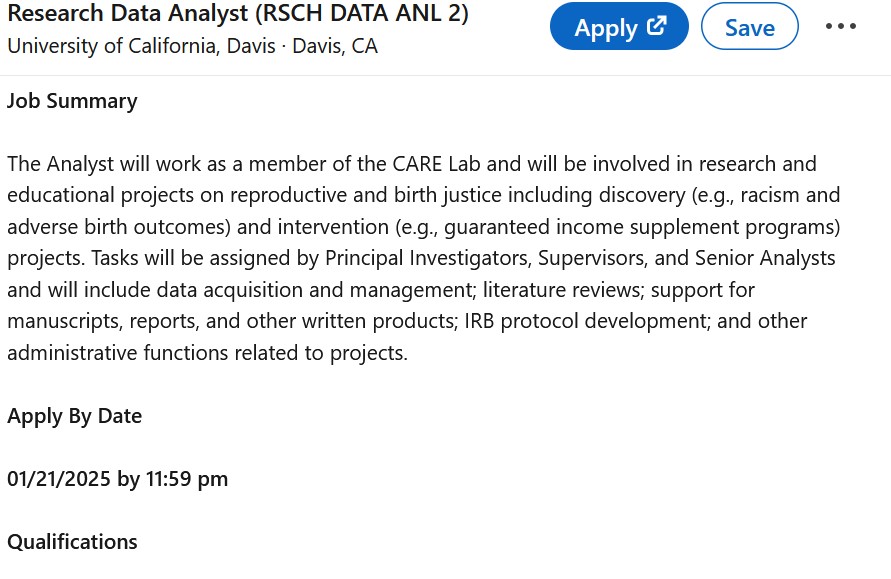 Research Data Analyst (RSCH DATA ANL 2)
Apply
Save
University of California, Davis · Davis, CA
Job Summary
The Analyst will work as a member of the CARE Lab and will be involved in research and
educational projects on reproductive and birth justice including discovery (e.g., racism and
adverse birth outcomes) and intervention (e.g., guaranteed income supplement programs)
projects. Tasks will be assigned by Principal Investigators, Supervisors, and Senior Analysts
and will include data acquisition and management; literature reviews; support for
manuscripts, reports, and other written products; IRB protocol development; and other
administrative functions related to projects.
Apply By Date
01/21/2025 by 11:59 pm
Qualifications